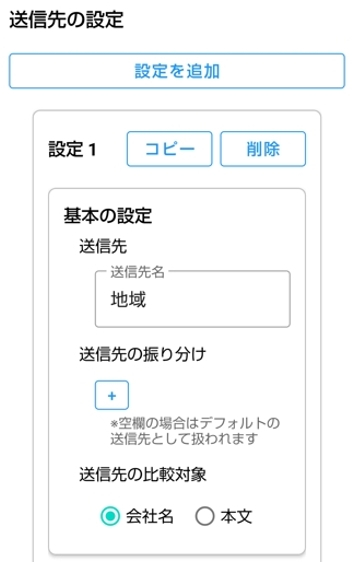 送信先の設定
設定を追加
設定 1
コピー
削除
基本の設定
送信先
送信先名
地域
送信先の振り分け
+
※空欄の場合はデフォルトの
送信先として扱われます
送信先の比較対象
会社名
本文